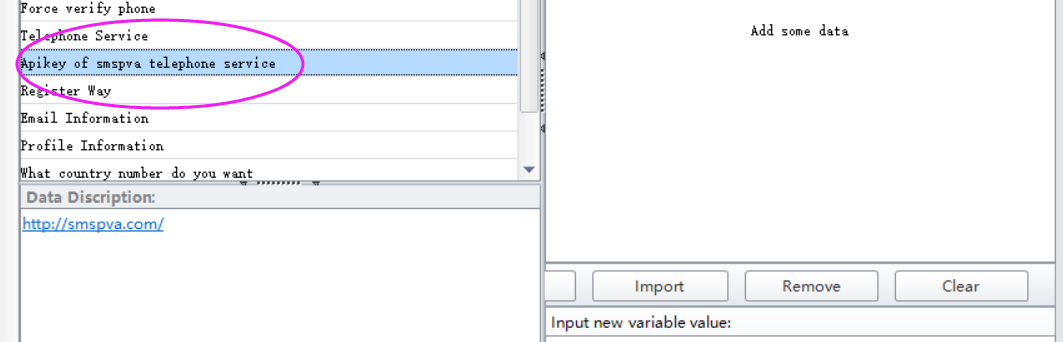 Force verify phone
Telephone Service
Apikey of smspva telephone service
Register Way
Email Information
Profile Information
What country number do you want
Data Discription:
http://smspva.com/
Add some data
Import
Remove
Clear
Input new variable value: